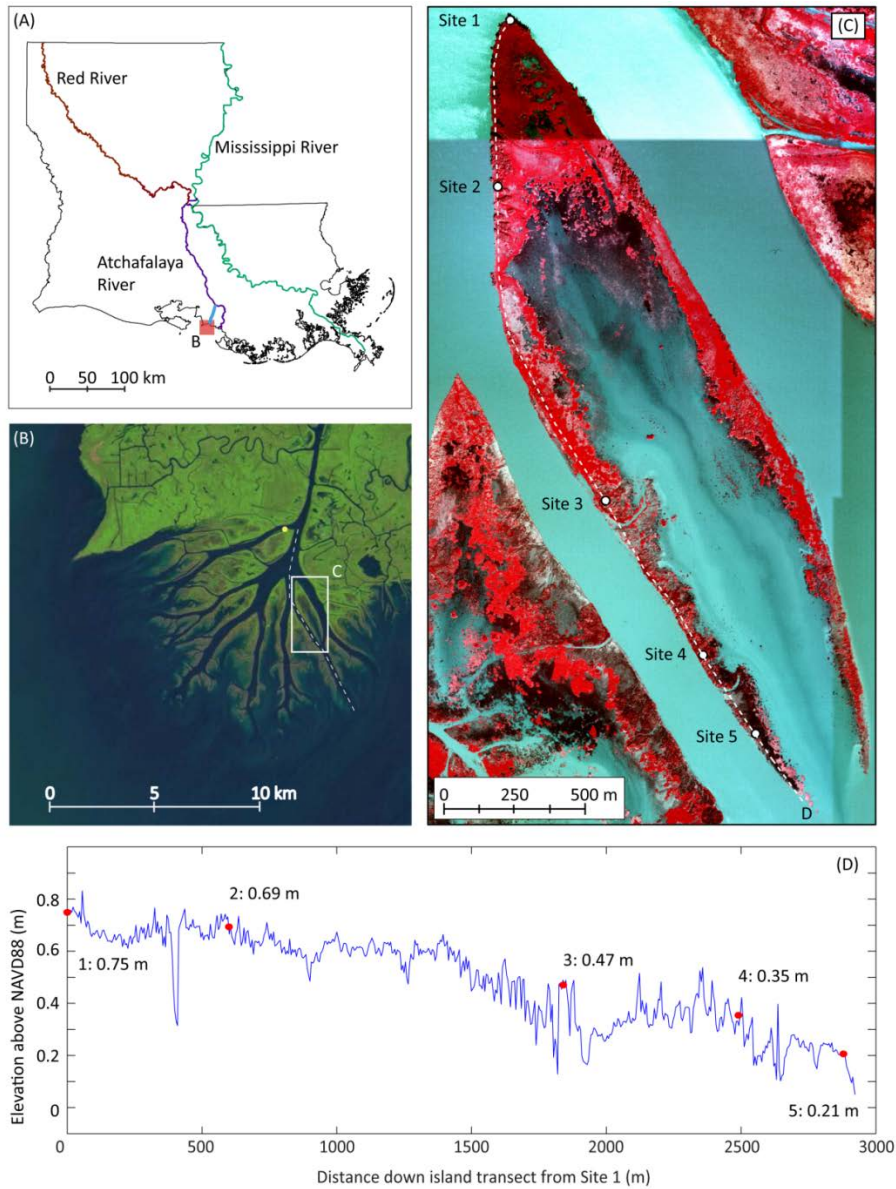 (A)
Red River
Mississippi River
Atchafalaya
River
B
0 50 100 km
(B)
C
0 5 10 km
Site 1
(C)
Site 2
Site 3
Site 4
Site 5
0 250 500 m
D
(D)
Elevation above NAVD88 (m)
0.8
0.6
0.4
0.2
0
1: 0.75 m
2: 0.69 m
3: 0.47 m
4: 0.35 m
5: 0.21 m
0 500 1000 1500 2000 2500 3000
Distance down island transect from Site 1 (m)